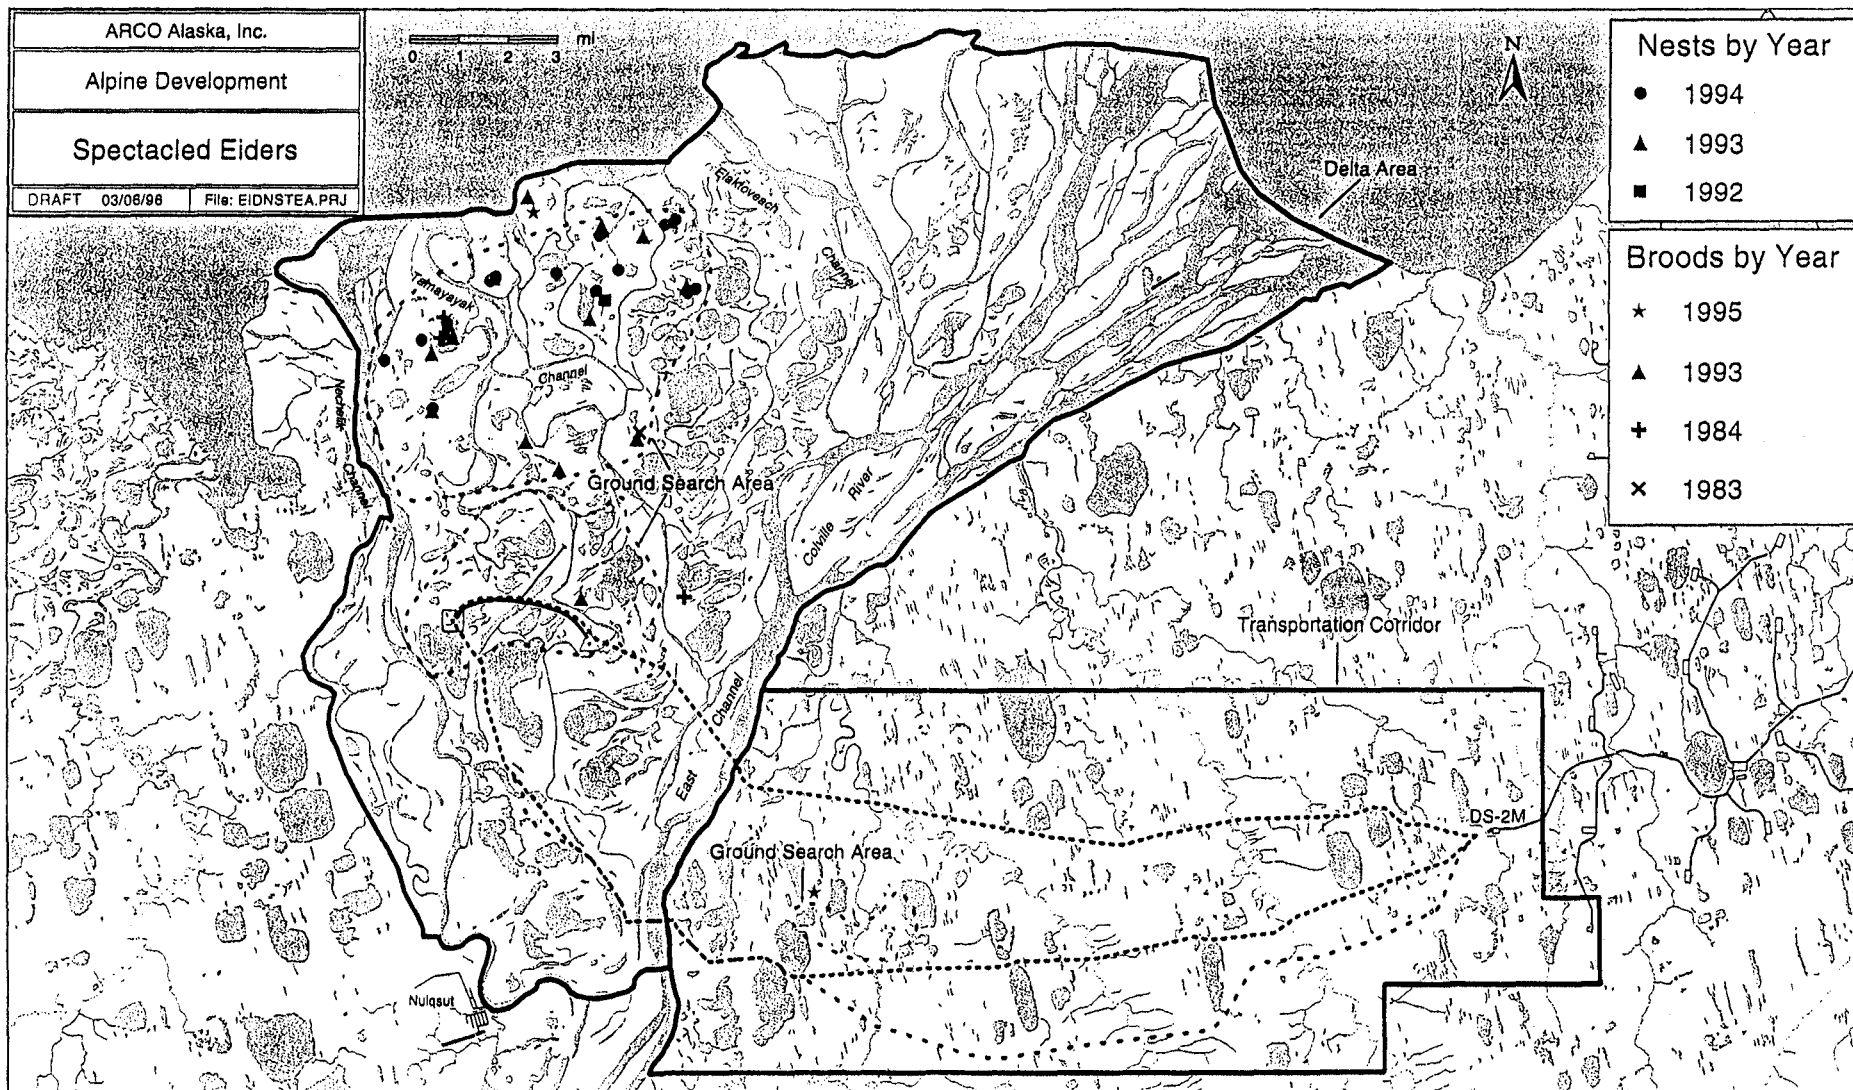 ARCO Alaska, Inc.
Alpine Development
Spectacled Eiders
DRAFT 03/06/96 File: EIDNSTEA.PRJ
0 1 2 3 mi
N
Nests by Year
1994
1993
1992
Broods by Year
1995
1993
1984
1983
Delta Area
Elaktoveach
Channel
Tamayayak
Channel
Nechelik
Channel
Ground Search Area
Colville River
Transportation Corridor
East Channel
DS-2M
Ground Search Area
Nuiqsut